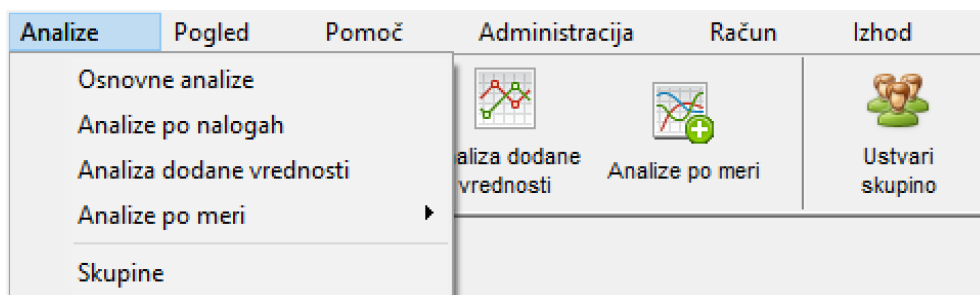 Analize Pogled Pomoč Administracija Račun Izhod
Osnovne analize
Analize po nalogah
Analiza dodane vrednosti
Analize po meri
Skupine
aliza dodane
vrednosti
Analize po meri
Ustvari
skupino